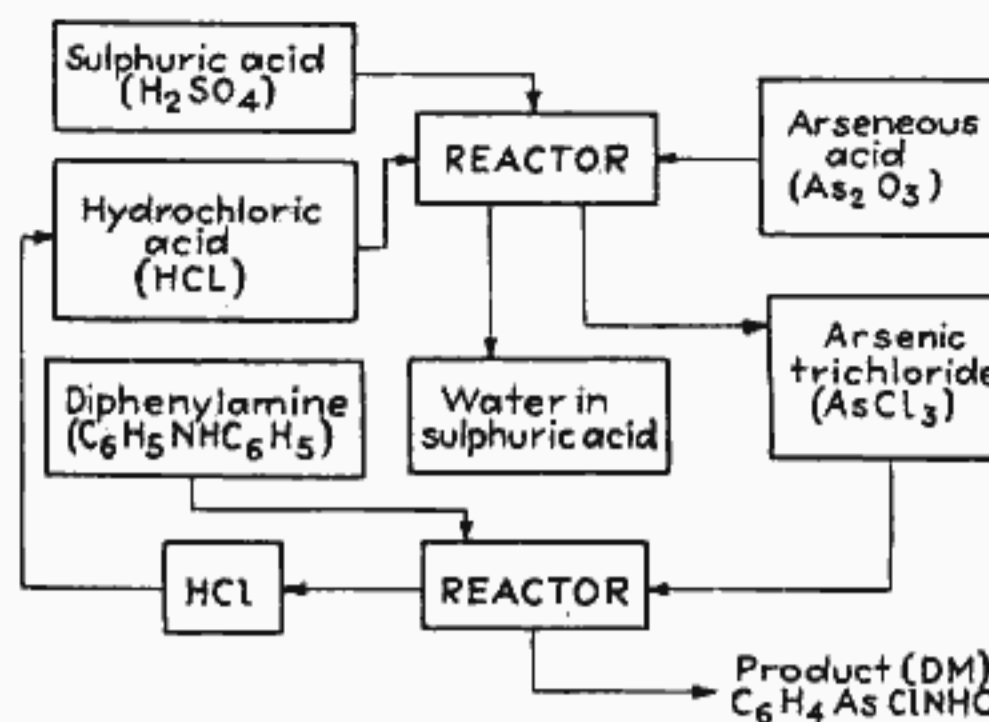 Sulphuric acid
(H₂SO₄)
REACTOR
Arseneous
acid
(As₂O₃)
Hydrochloric
acid
(HCL)
Arsenic
trichloride
(AsCl₃)
Diphenylamine
(C₆H₅NHC₆H₅)
Water in
sulphuric acid
HCl
REACTOR
Product (DM)
C₆H₄AsClNHC